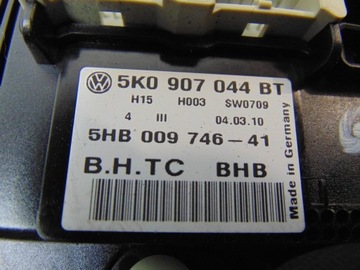 5K0 907 044 BT
H15 H003 SW0709
4 III 04.03.10
5HB 009 746-41
B.H.TC BHB
Made in Germany